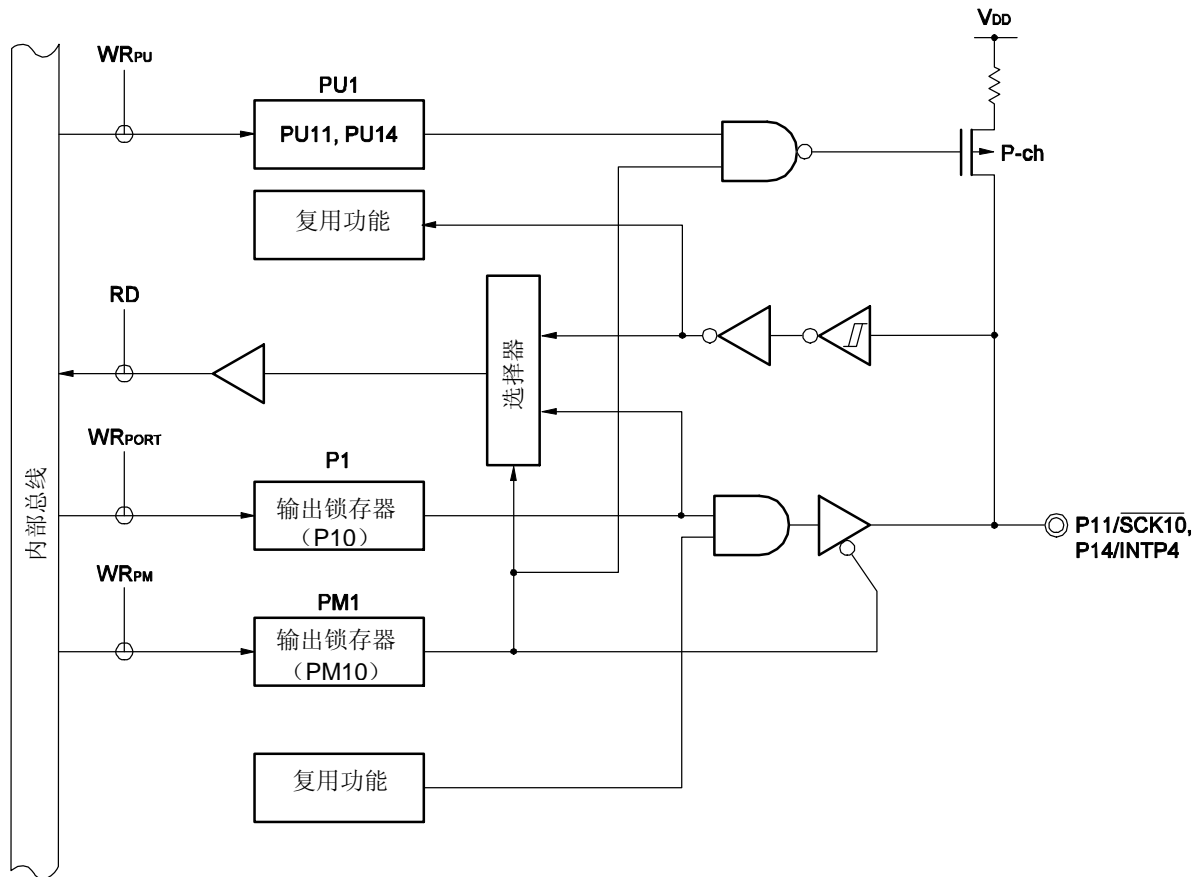 VDD
WRPU
PU1
PU11, PU14
P-ch
复用功能
RD
选择器
WRPORT
P1
输出锁存器
（P10）
内部总线
P11/SCK10,
P14/INTP4
WRPM
PM1
输出锁存器
（PM10）
复用功能